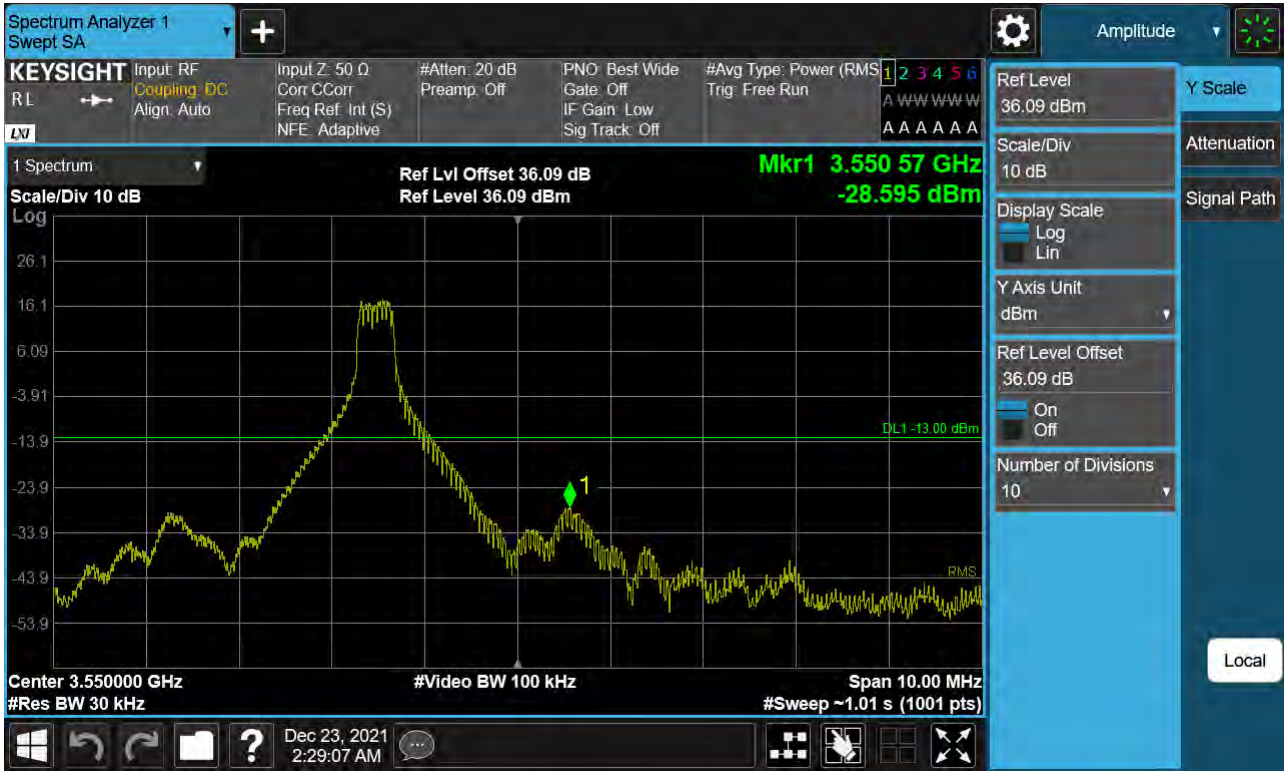 Spectrum Analyzer 1
Swept SA
Amplitude
KEYSIGHT
RL
LXI
Input: RF
Coupling: DC
Align: Auto
Input Z: 50 Ω
Corr CCorr
Freq Ref: Int (S)
NFE: Adaptive
#Atten: 20 dB
Preamp: Off
PNO: Best Wide
Gate: Off
IF Gain: Low
Sig Track: Off
#Avg Type: Power (RMS
Trig: Free Run
1 2 3 4 5 6
A W W W W W
A A A A A A
1 Spectrum
Scale/Div 10 dB
Log
Ref Lvl Offset 36.09 dB
Ref Level 36.09 dBm
Mkr1 3.550 57 GHz
-28.595 dBm
26.1
16.1
6.09
-3.91
-13.9
-23.9
-33.9
-43.9
-53.9
DL1 -13.00 dBm
1
RMS
Center 3.550000 GHz
#Res BW 30 kHz
#Video BW 100 kHz
Span 10.00 MHz
#Sweep ~1.01 s (1001 pts)
Ref Level
36.09 dBm
Scale/Div
10 dB
Display Scale
Log
Lin
Y Axis Unit
dBm
Ref Level Offset
36.09 dB
On
Off
Number of Divisions
10
Y Scale
Attenuation
Signal Path
Local
?
Dec 23, 2021
2:29:07 AM